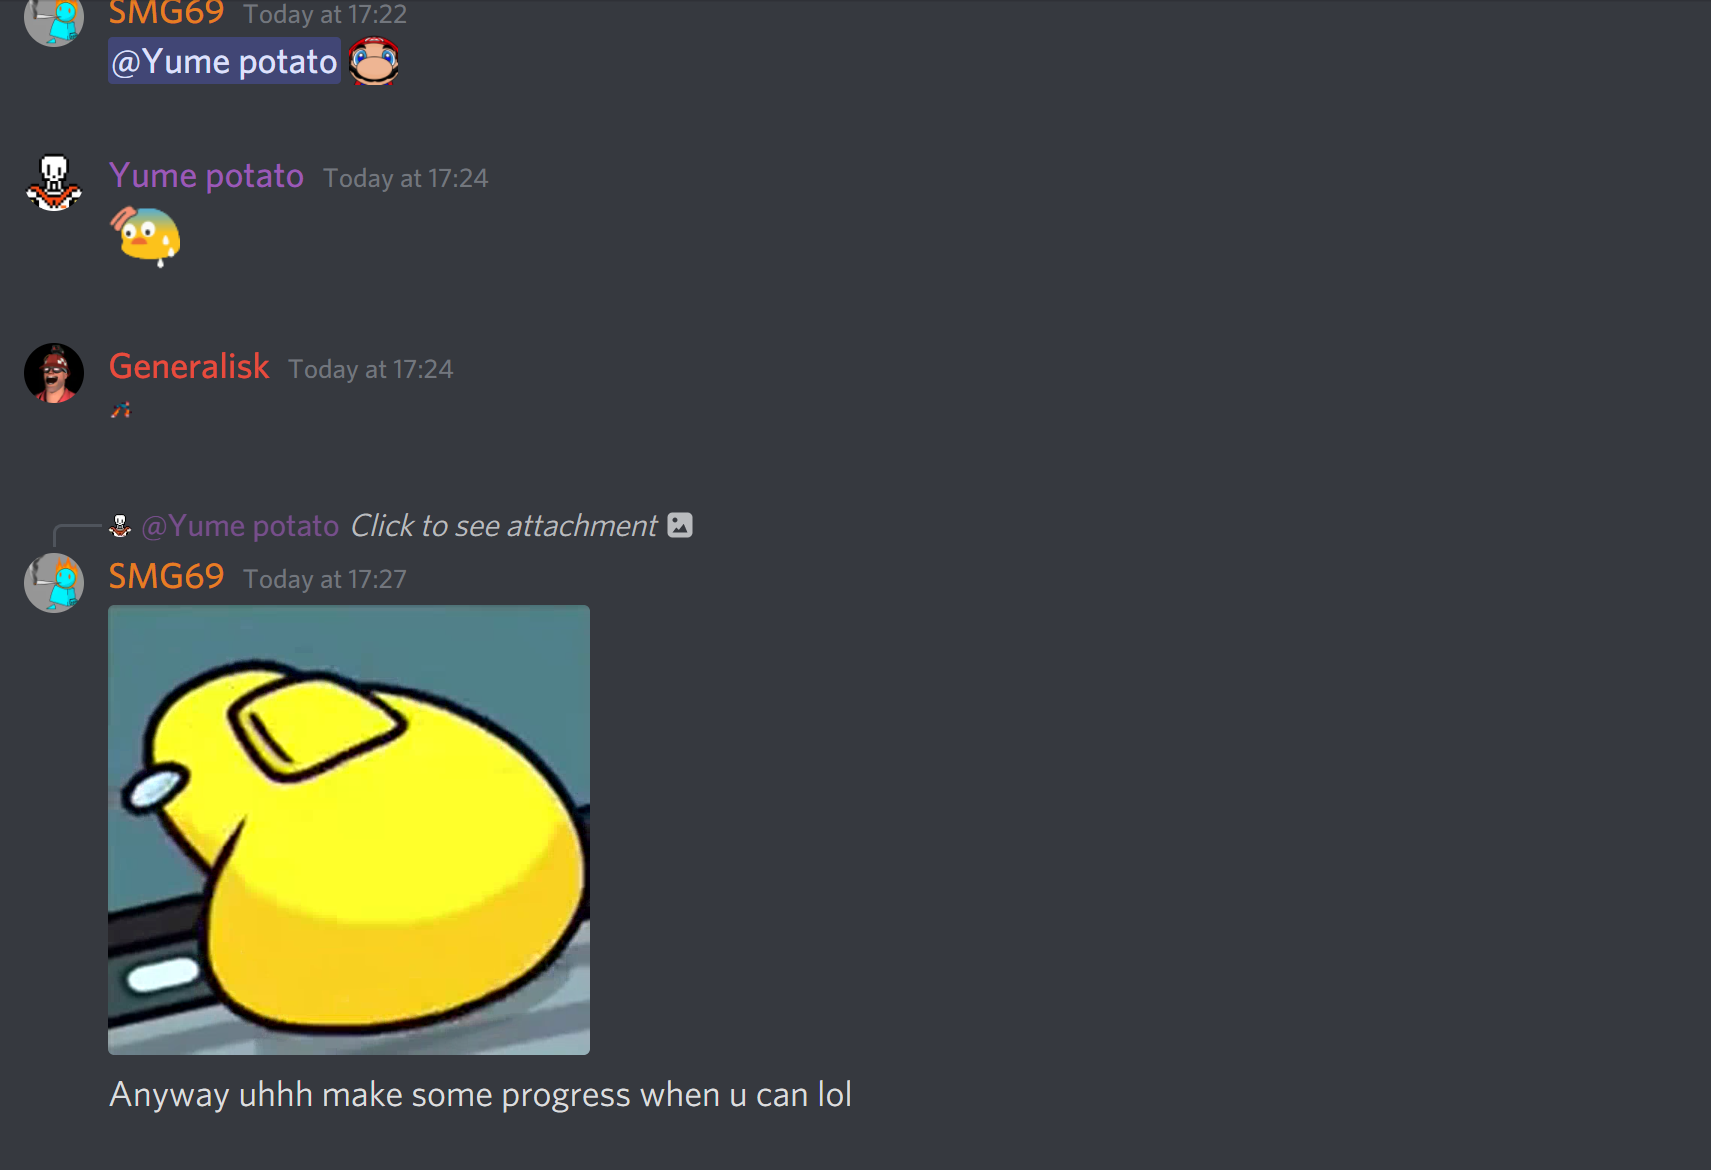 SMG69 Today at 17:22
@Yume potato
Yume potato Today at 17:24
Generalisk Today at 17:24
@Yume potato Click to see attachment
SMG69 Today at 17:27
Anyway uhhh make some progress when u can lol